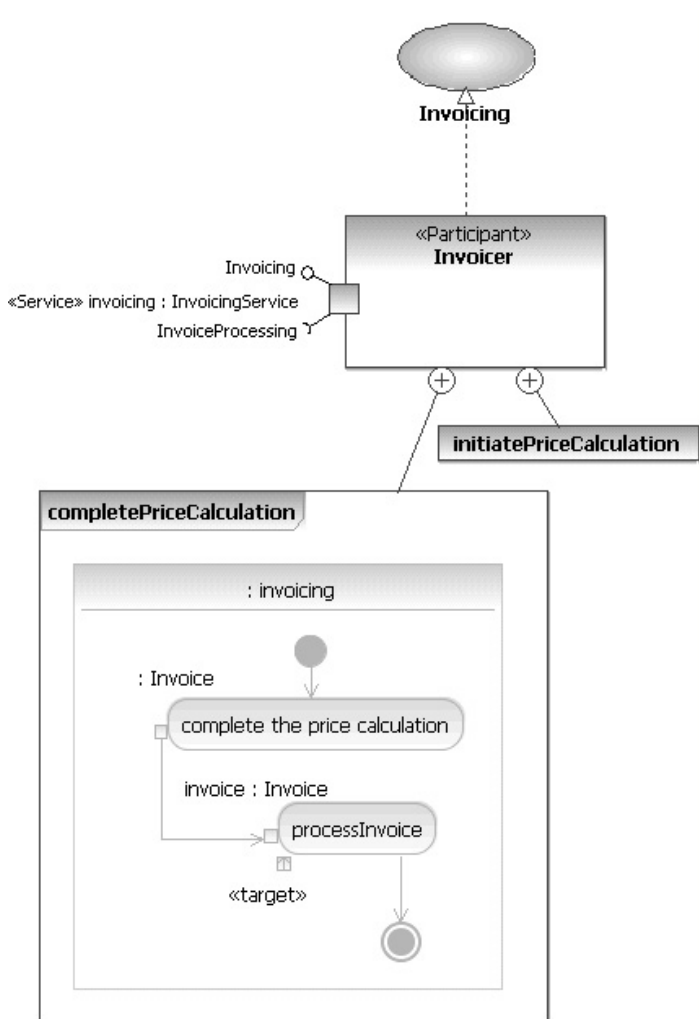 Invoicing
«Participant»
Invoicer
Invoicing
«Service» invoicing : InvoicingService
InvoiceProcessing
initiatePriceCalculation
completePriceCalculation
: invoicing
: Invoice
complete the price calculation
invoice : Invoice
processInvoice
«target»